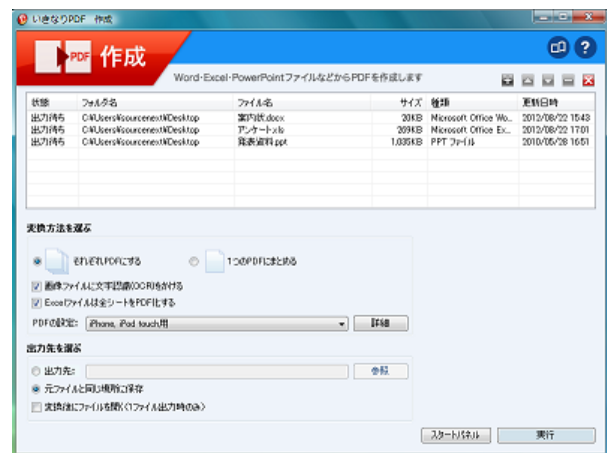 いきなりPDF 作成
PDF 作成
Word・Excel・PowerPointファイルなどからPDFを作成します
状態 フォルダ名 ファイル名 サイズ 種類 更新日時
出力待ち C:¥Users¥sourcenext¥Desktop 案内状.docx 20KB Microsoft Office Wo... 2012/08/22 15:43
出力待ち C:¥Users¥sourcenext¥Desktop アンケート.xls 209KB Microsoft Office Ex... 2012/08/22 17:01
出力待ち C:¥Users¥sourcenext¥Desktop 発表資料.ppt 1,035KB PPT ファイル 2010/05/28 16:51
変換方法を選ぶ
それぞれPDFにする 1つのPDFにまとめる
画像ファイルに文字認識(OCR)をかける
Excelファイルは全シートをPDF化する
PDFの設定: iPhone, iPod touch用 詳細
出力先を選ぶ
出力先: 参照
元ファイルと同じ場所に保存
変換後にファイルを開く(1ファイル出力時のみ)
スタートパネル 実行